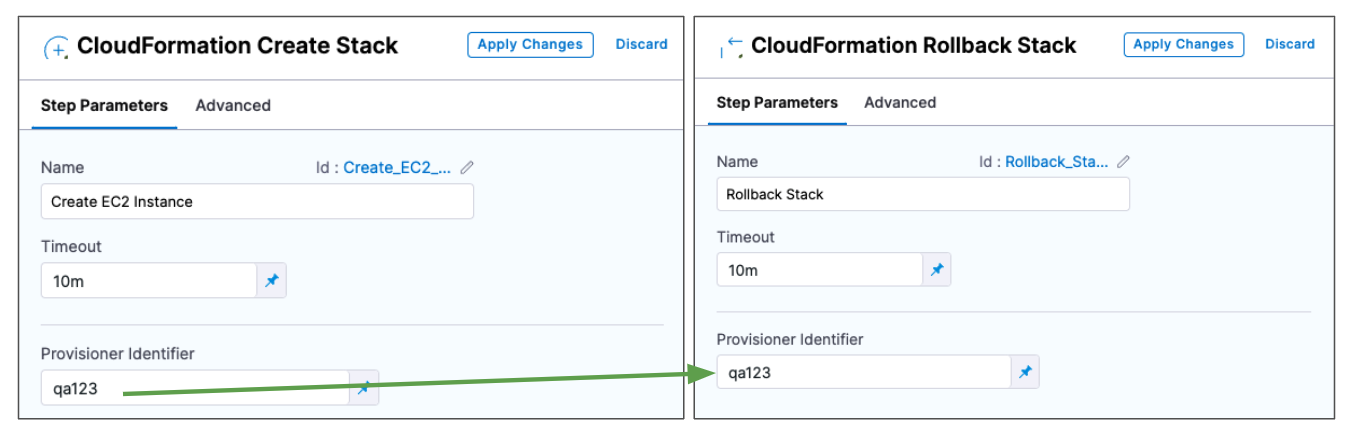 CloudFormation Create Stack
Apply Changes
Discard
Step Parameters
Advanced
Name
Id : Create_EC2_...
Create EC2 Instance
Timeout
10m
Provisioner Identifier
qa123
CloudFormation Rollback Stack
Apply Changes
Discard
Step Parameters
Advanced
Name
Id : Rollback_Sta...
Rollback Stack
Timeout
10m
Provisioner Identifier
qa123